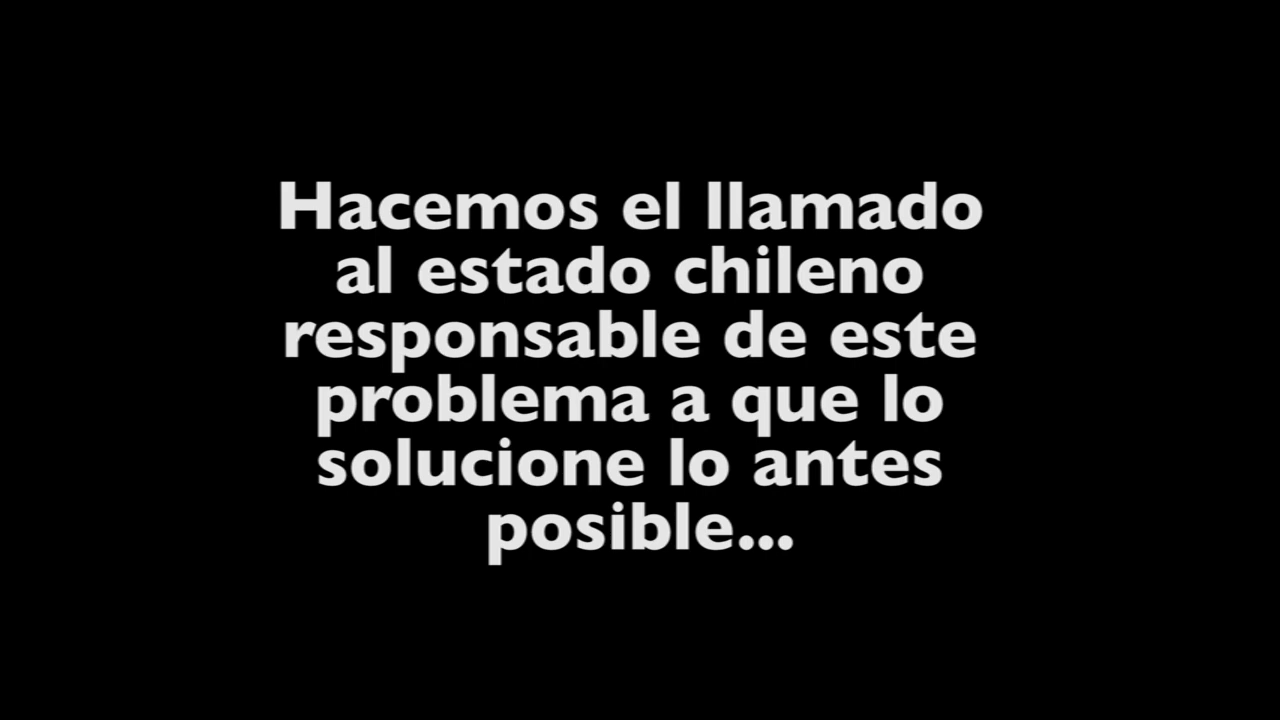 Hacemos el llamado
al estado chileno
responsable de este
problema a que lo
solucione lo antes
posible...